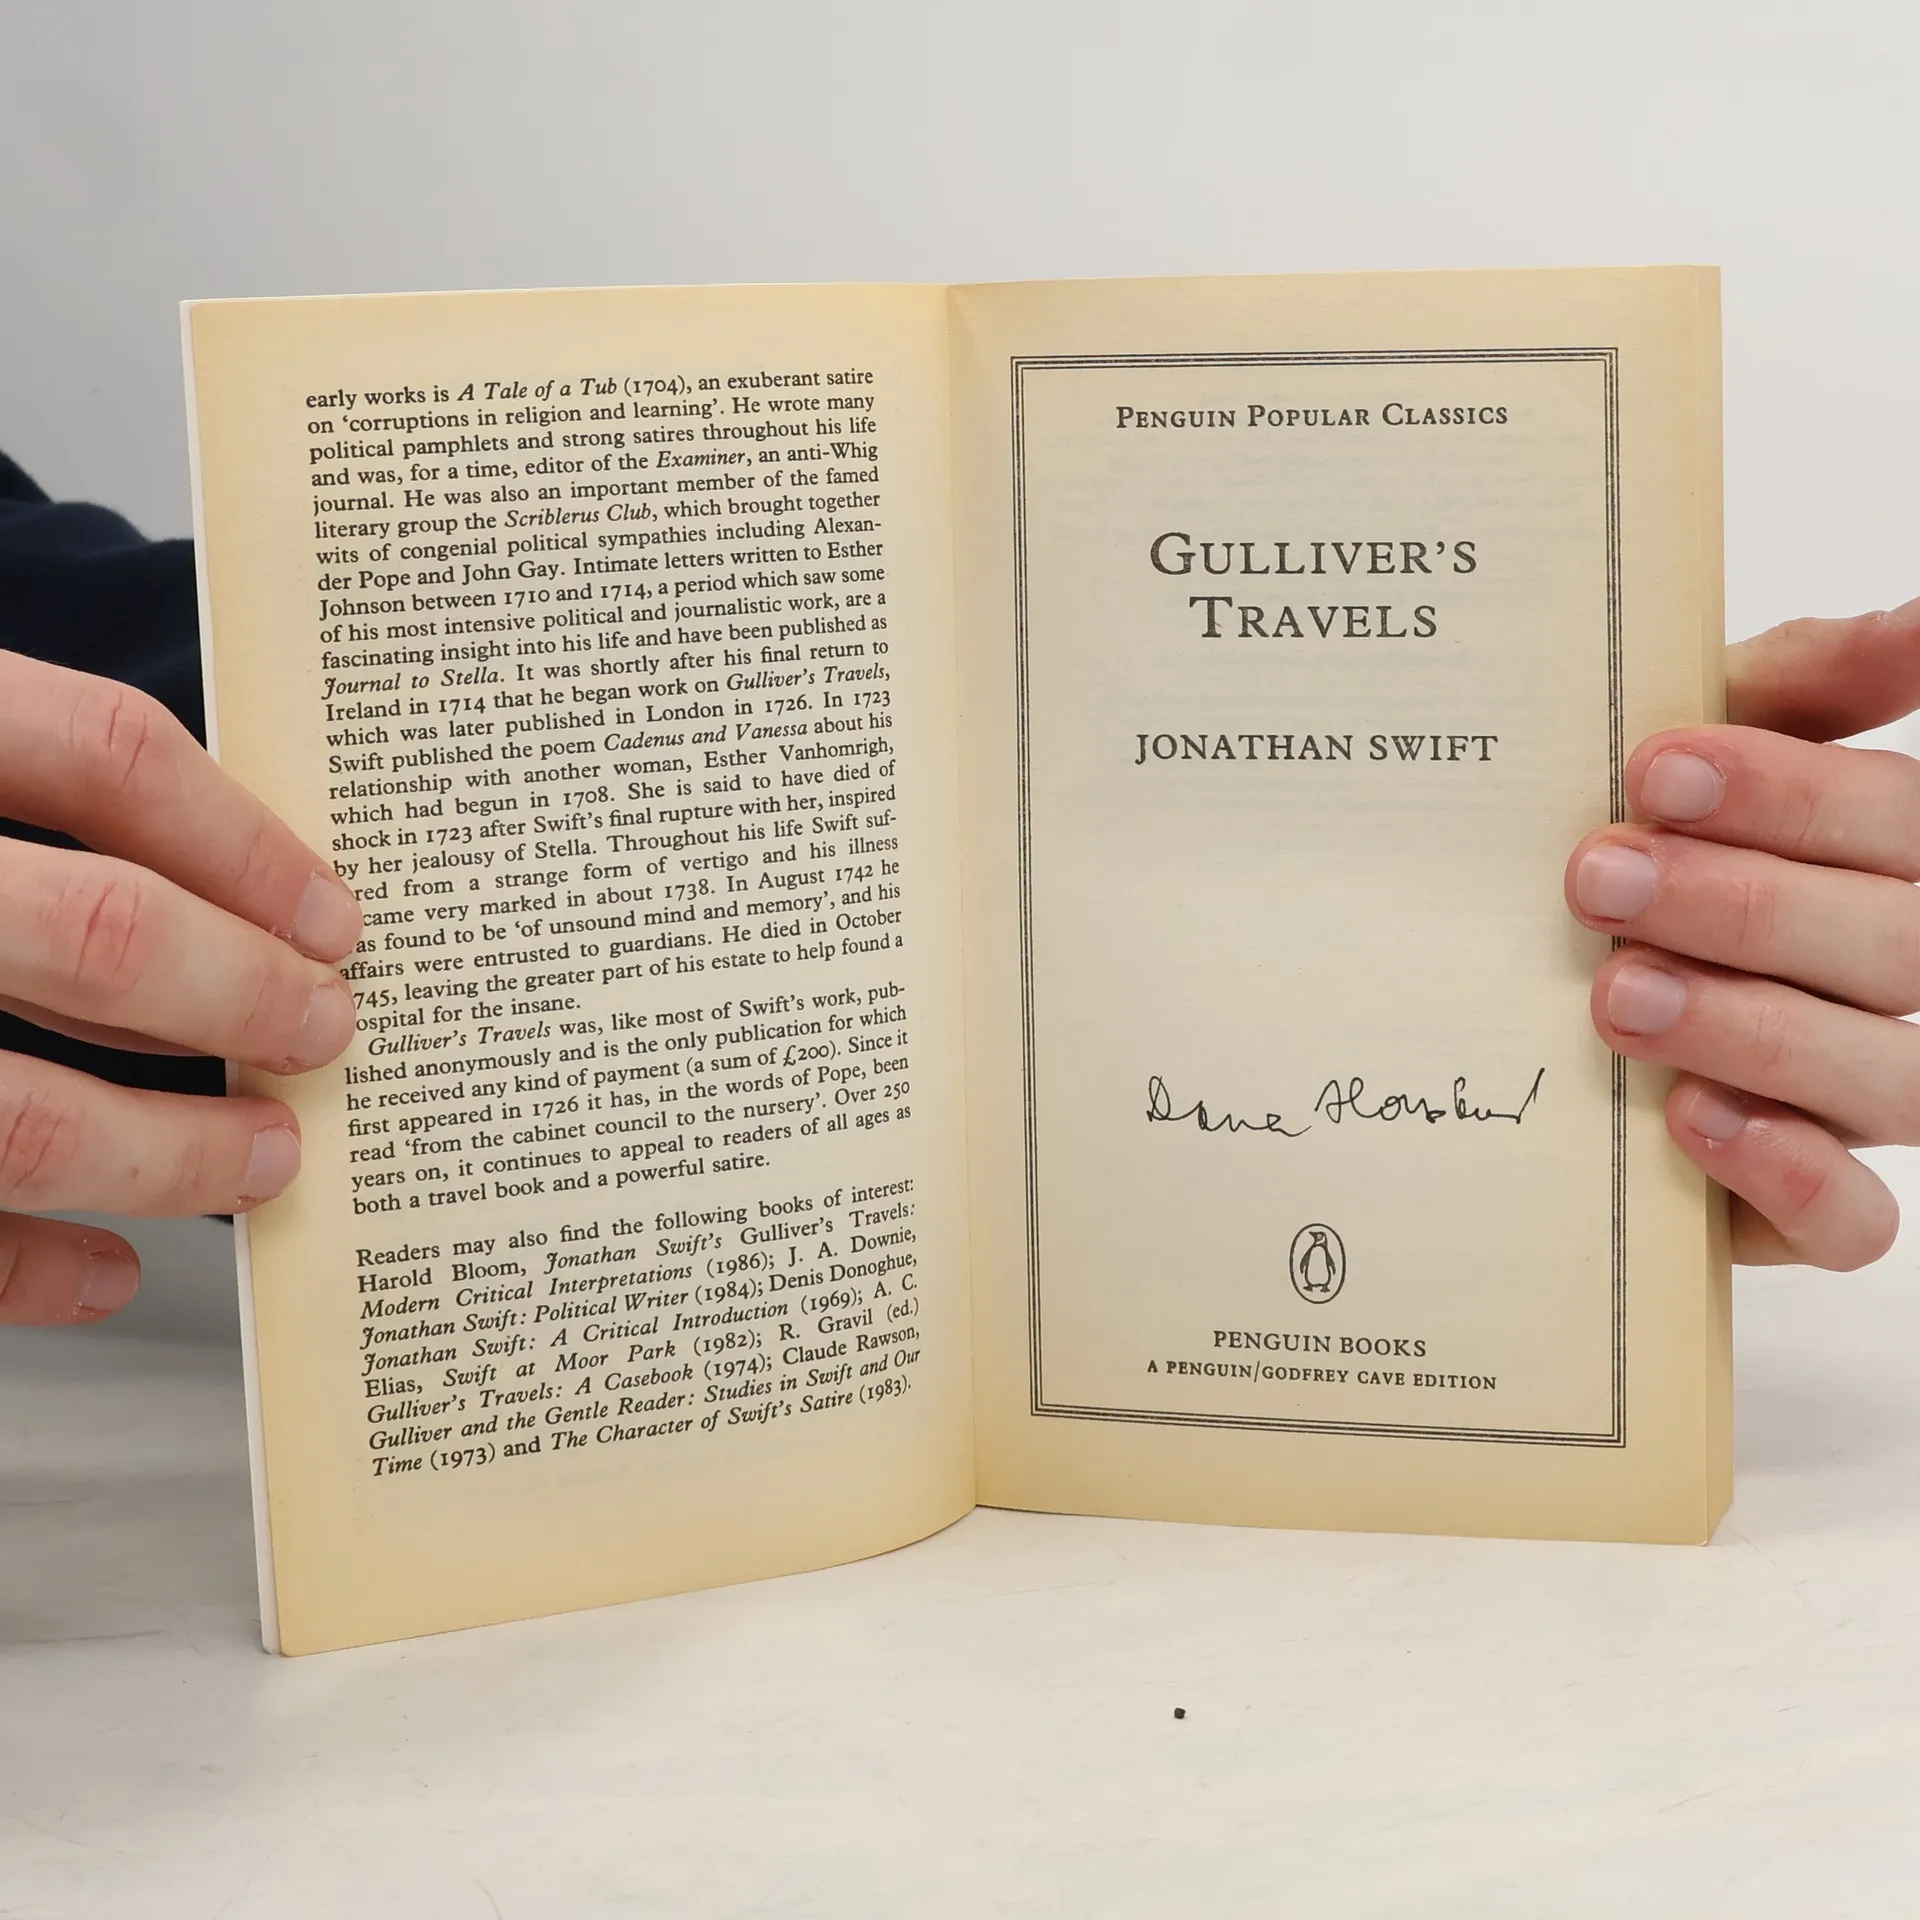 early works is A Tale of a Tub (1704), an exuberant satire
on ‘corruptions in religion and learning’. He wrote many
political pamphlets and strong satires throughout his life
and was, for a time, editor of the Examiner, an anti-Whig
journal. He was also an important member of the famed
literary group the Scriblerus Club, which brought together
wits of congenial political sympathies including Alexan-
der Pope and John Gay. Intimate letters written to Esther
Johnson between 1710 and 1714, a period which saw some
of his most intensive political and journalistic work, are a
fascinating insight into his life and have been published as
Journal to Stella. It was shortly after his final return to
Ireland in 1714 that he began work on Gulliver’s Travels,
which was later published in London in 1726. In 1723
Swift published the poem Cadenus and Vanessa about his
relationship with another woman, Esther Vanhomrigh,
which had begun in 1708. She is said to have died of
shock in 1723 after Swift’s final rupture with her, inspired
by her jealousy of Stella. Throughout his life Swift suf-
red from a strange form of vertigo and his illness
came very marked in about 1738. In August 1742 he
as found to be ‘of unsound mind and memory’, and his
affairs were entrusted to guardians. He died in October
745, leaving the greater part of his estate to help found a
ospital for the insane.
Gulliver’s Travels was, like most of Swift’s work, pub-
lished anonymously and is the only publication for which
he received any kind of payment (a sum of £200). Since it
first appeared in 1726 it has, in the words of Pope, been
read ‘from the cabinet council to the nursery’. Over 250
years on, it continues to appeal to readers of all ages as
both a travel book and a powerful satire.
Readers may also find the following books of interest:
Harold Bloom, Jonathan Swift’s Gulliver’s Travels:
Modern Critical Interpretations (1986); J. A. Downie,
Jonathan Swift: Political Writer (1984); Denis Donoghue,
Jonathan Swift: A Critical Introduction (1969); A. C.
Elias, Swift at Moor Park (1982); R. Gravil (ed.)
Gulliver’s Travels: A Casebook (1974); Claude Rawson,
Gulliver and the Gentle Reader: Studies in Swift and Our
Time (1973) and The Character of Swift’s Satire (1983).
PENGUIN POPULAR CLASSICS
GULLIVER’S
TRAVELS
JONATHAN SWIFT
Dana
PENGUIN BOOKS
A PENGUIN/GODFREY CAVE EDITION